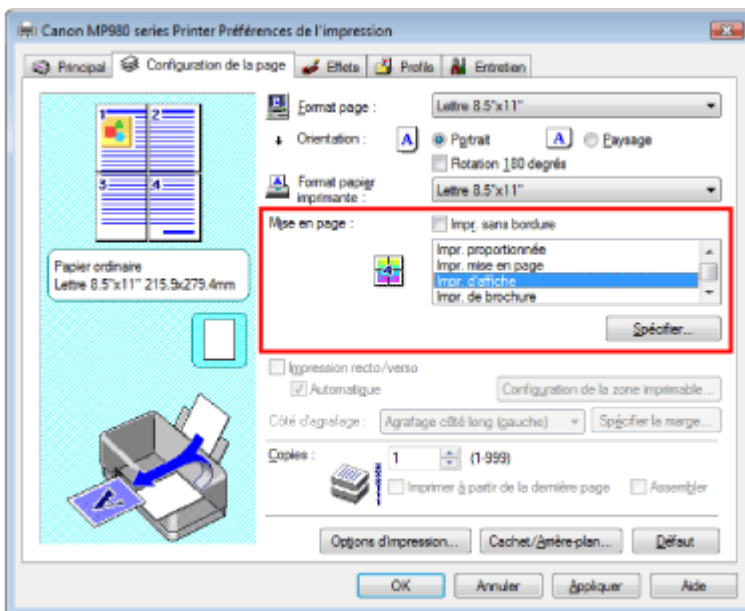 Canon MP980 series Printer Préférences de l'impression
Principal Configuration de la page Effets Profils Entretien
1 2
3 4
Papier ordinaire
Lettre 8.5"x11" 215.9x279.4mm
Format page : Lettre 8.5"x11"
Orientation : A Portrait A Paysage
Rotation 180 degrés
Format papier imprimante : Lettre 8.5"x11"
Mise en page : Impr. sans bordure
Impr. proportionnée
Impr. mise en page
Impr. d'affiche
Impr. de brochure
Spécifier...
Impression recto/verso
Automatique Configuration de la zone imprimable...
Côté d'agrafage : Agrafage côté long (gauche) Spécifier la marge...
Copies : 1 (1-999)
Imprimer à partir de la dernière page Assembler
Options d'impression... Cachet/Arrière-plan... Défaut
OK Annuler Appliquer Aide